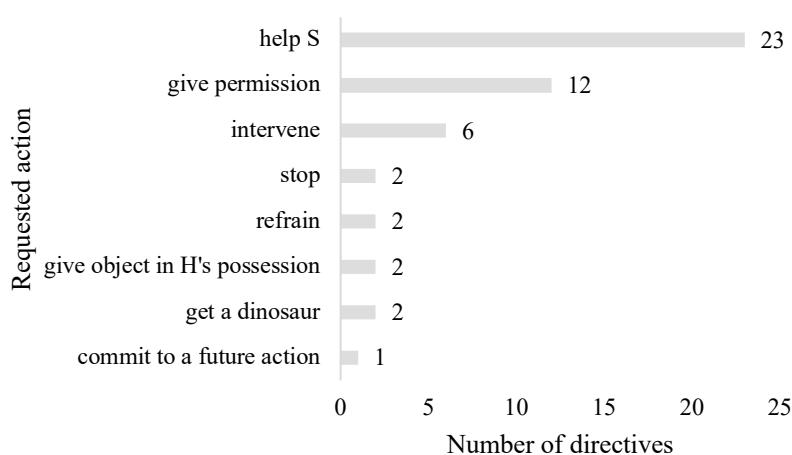 Requested action
help S 23
give permission 12
intervene 6
stop 2
refrain 2
give object in H's possession 2
get a dinosaur 2
commit to a future action 1
0 5 10 15 20 25
Number of directives